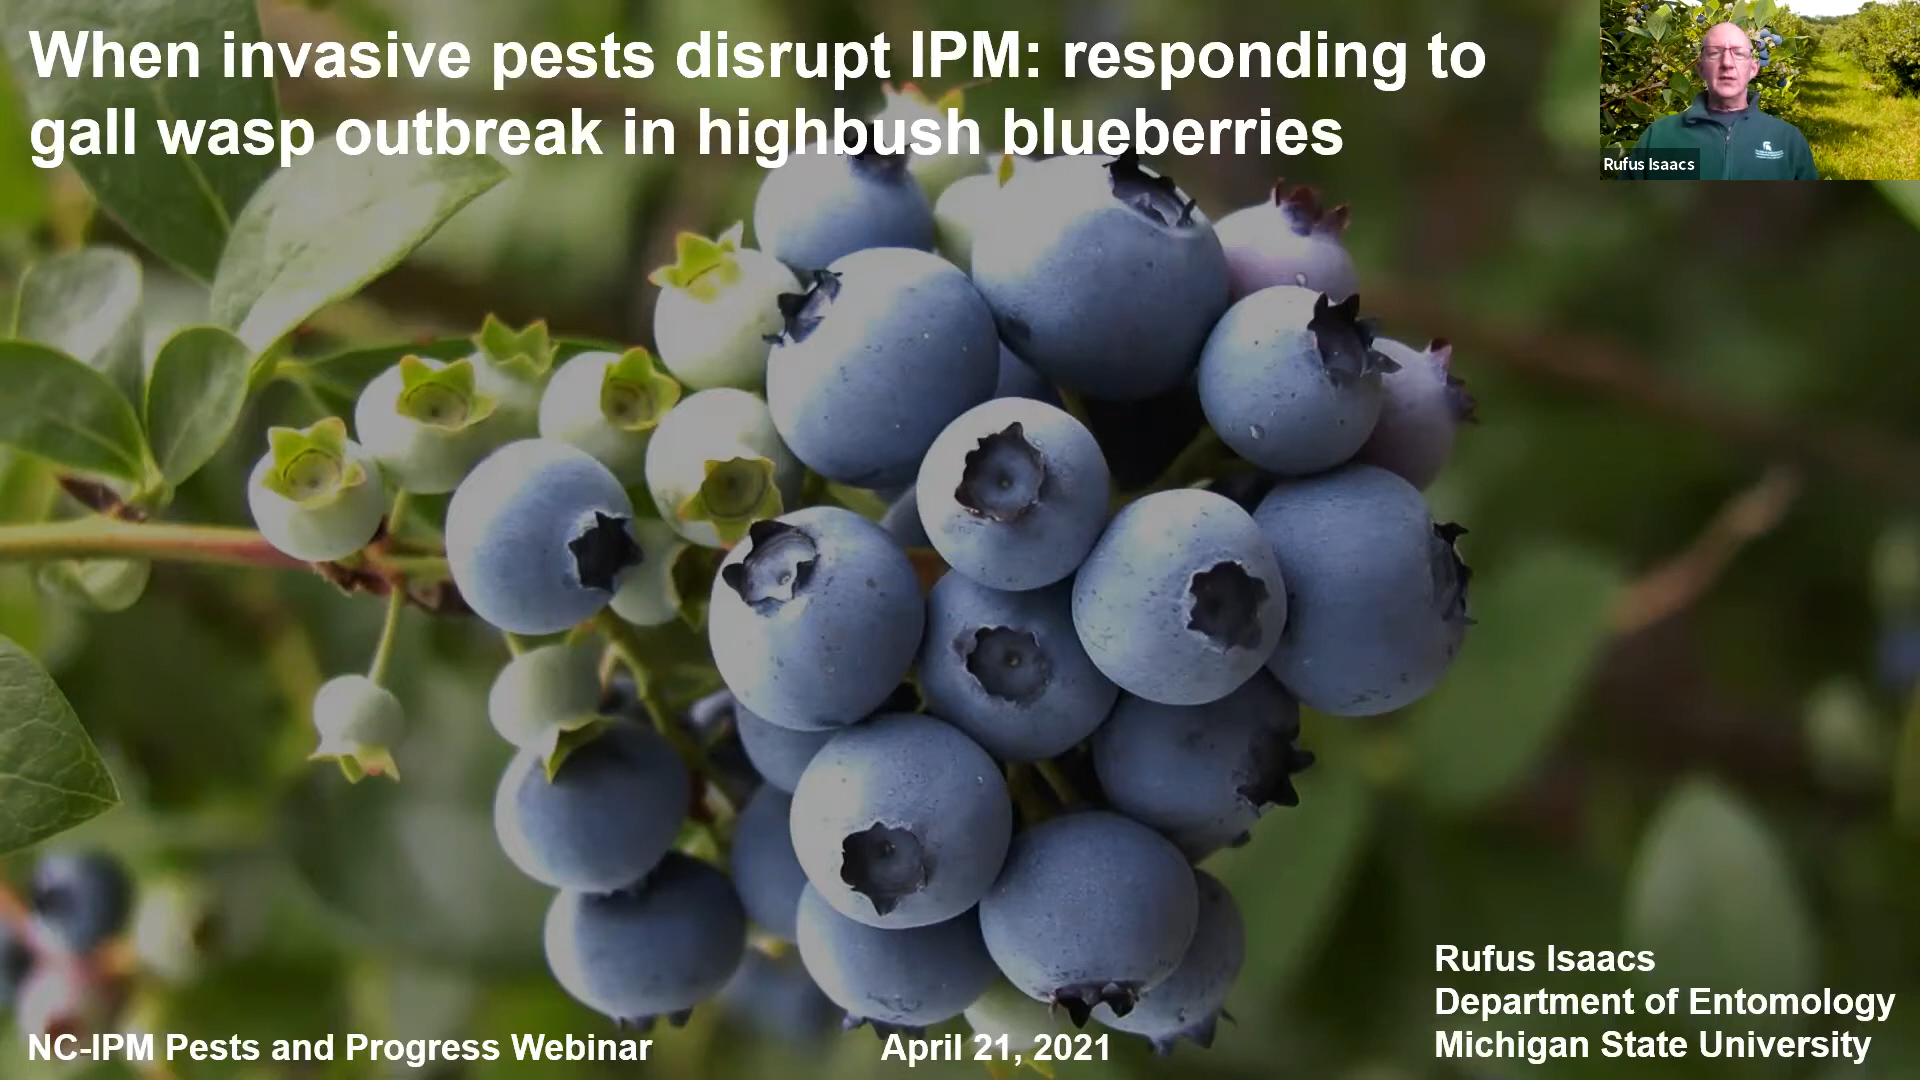 When invasive pests disrupt IPM: responding to
gall wasp outbreak in highbush blueberries
Rufus Isaacs
Rufus Isaacs
Department of Entomology
Michigan State University
NC-IPM Pests and Progress Webinar
April 21, 2021